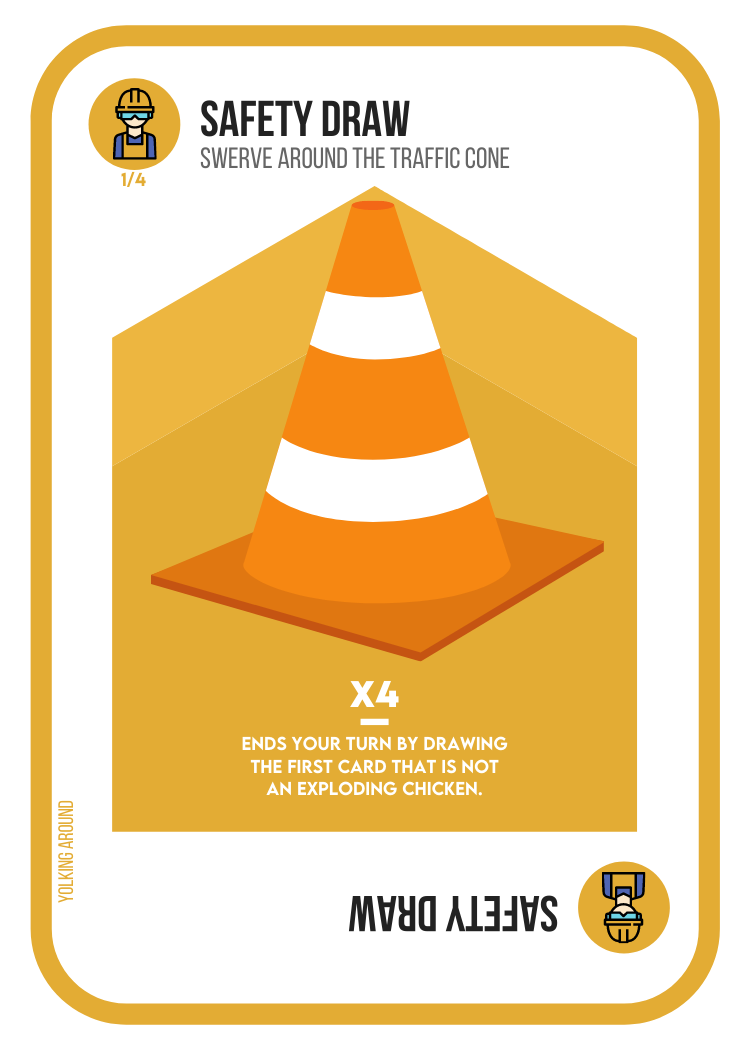 SAFETY DRAW
SWERVE AROUND THE TRAFFIC CONE
1/4
X4
ENDS YOUR TURN BY DRAWING
THE FIRST CARD THAT IS NOT
AN EXPLODING CHICKEN.
YOLKING AROUND
SAFETY DRAW